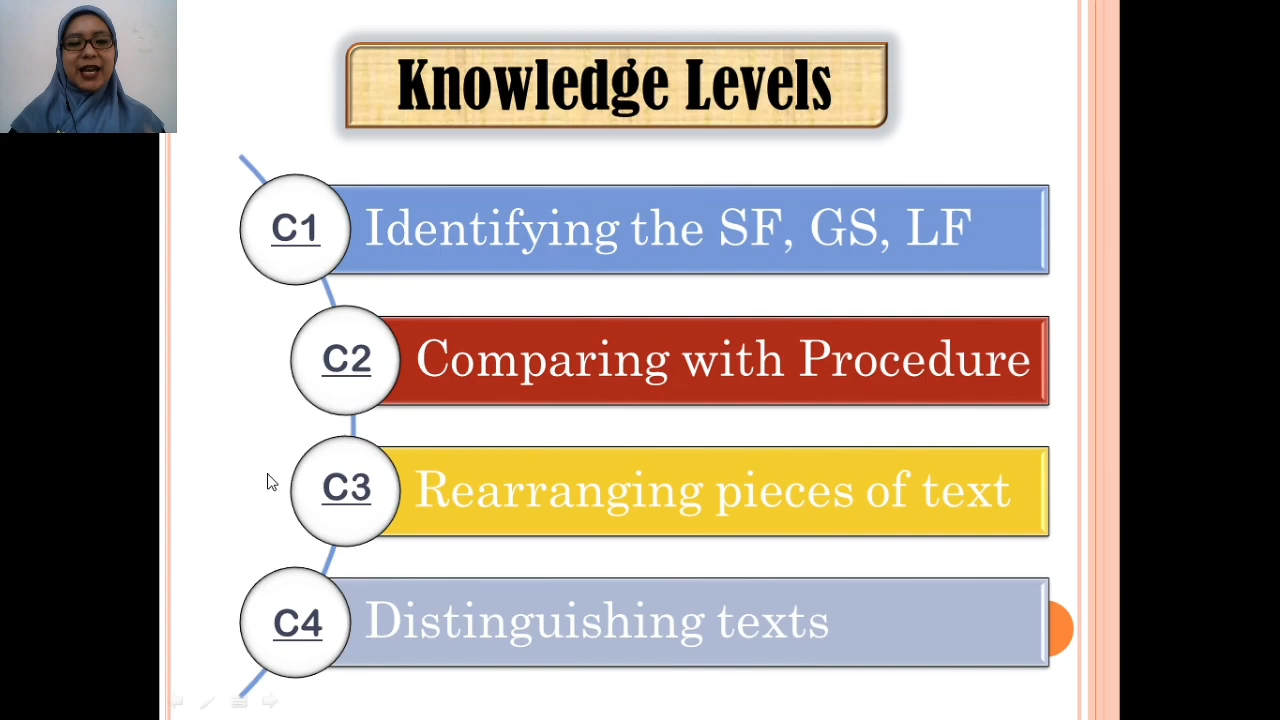 Knowledge Levels
C1 Identifying the SF, GS, LF
C2 Comparing with Procedure
C3 Rearranging pieces of text
C4 Distinguishing texts